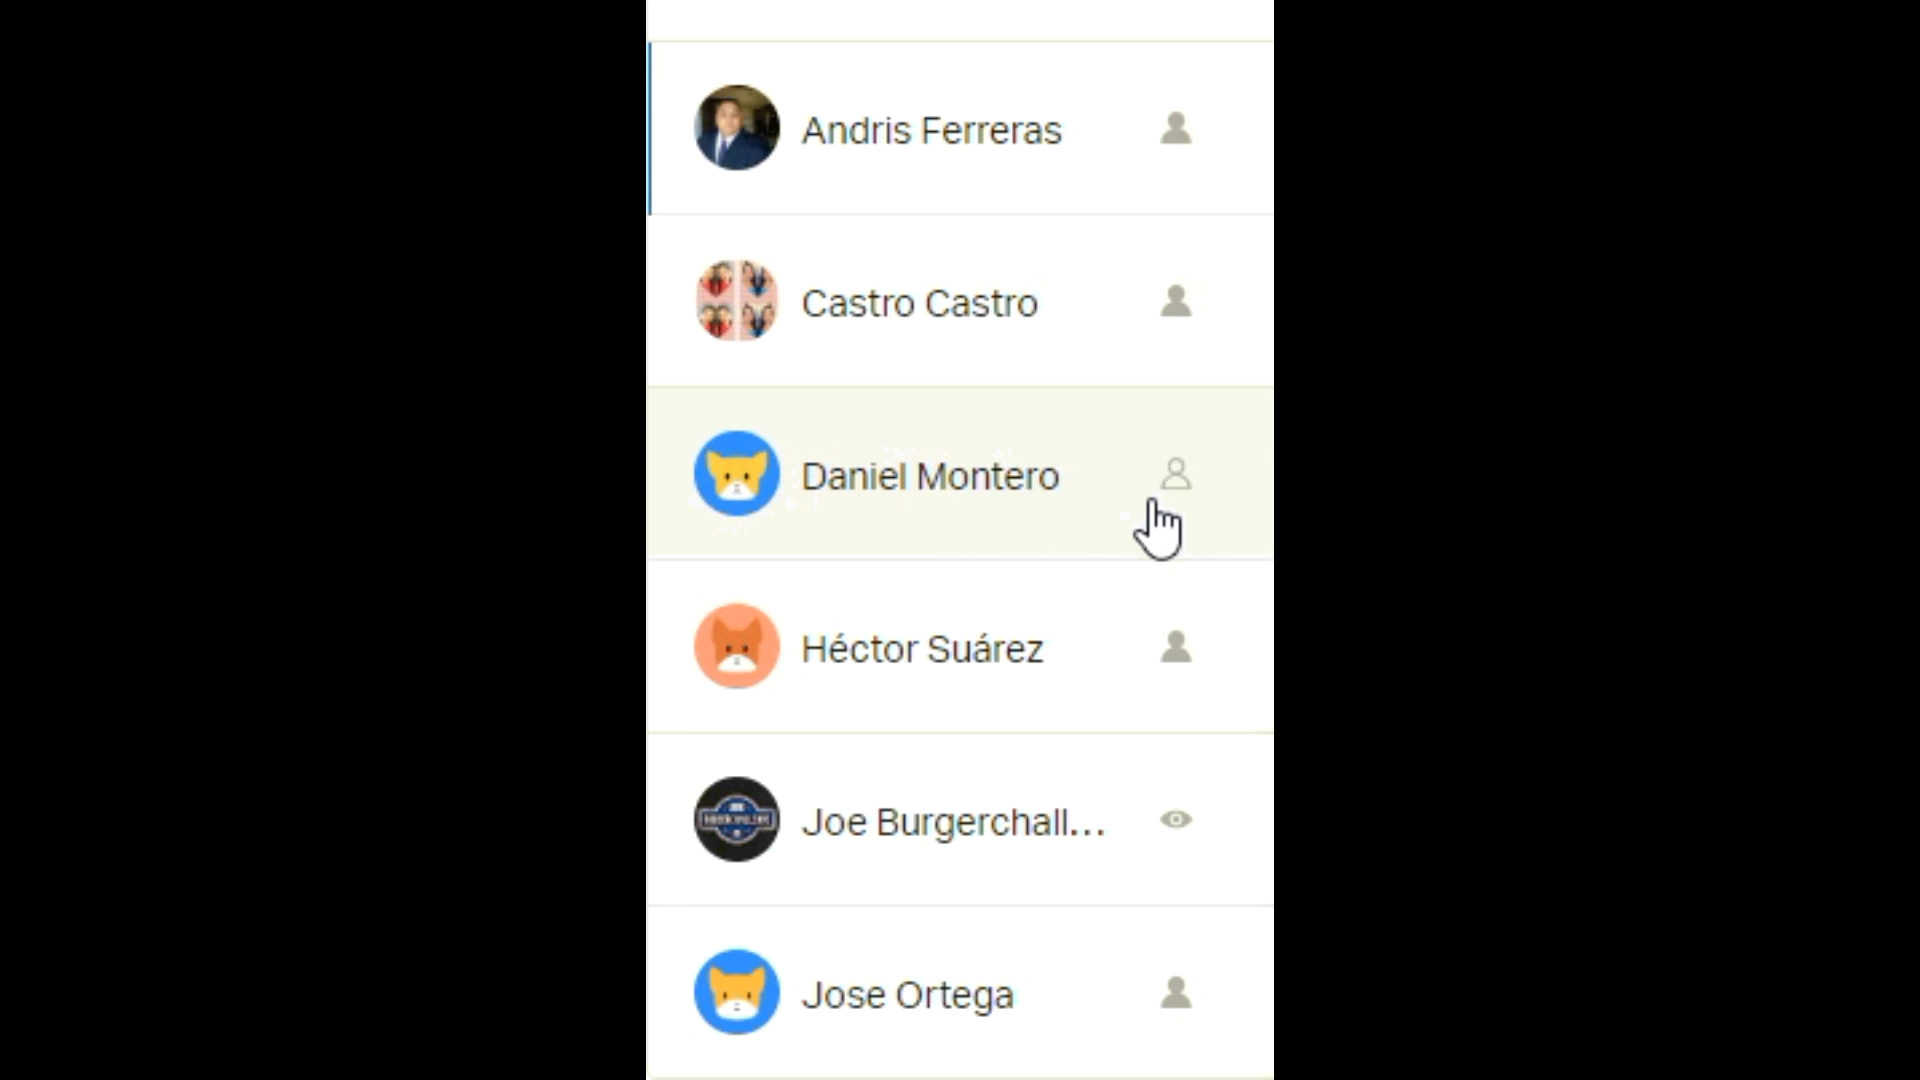 Andris Ferreras
Castro Castro
Daniel Montero
Héctor Suárez
Joe Burgerchall...
Jose Ortega